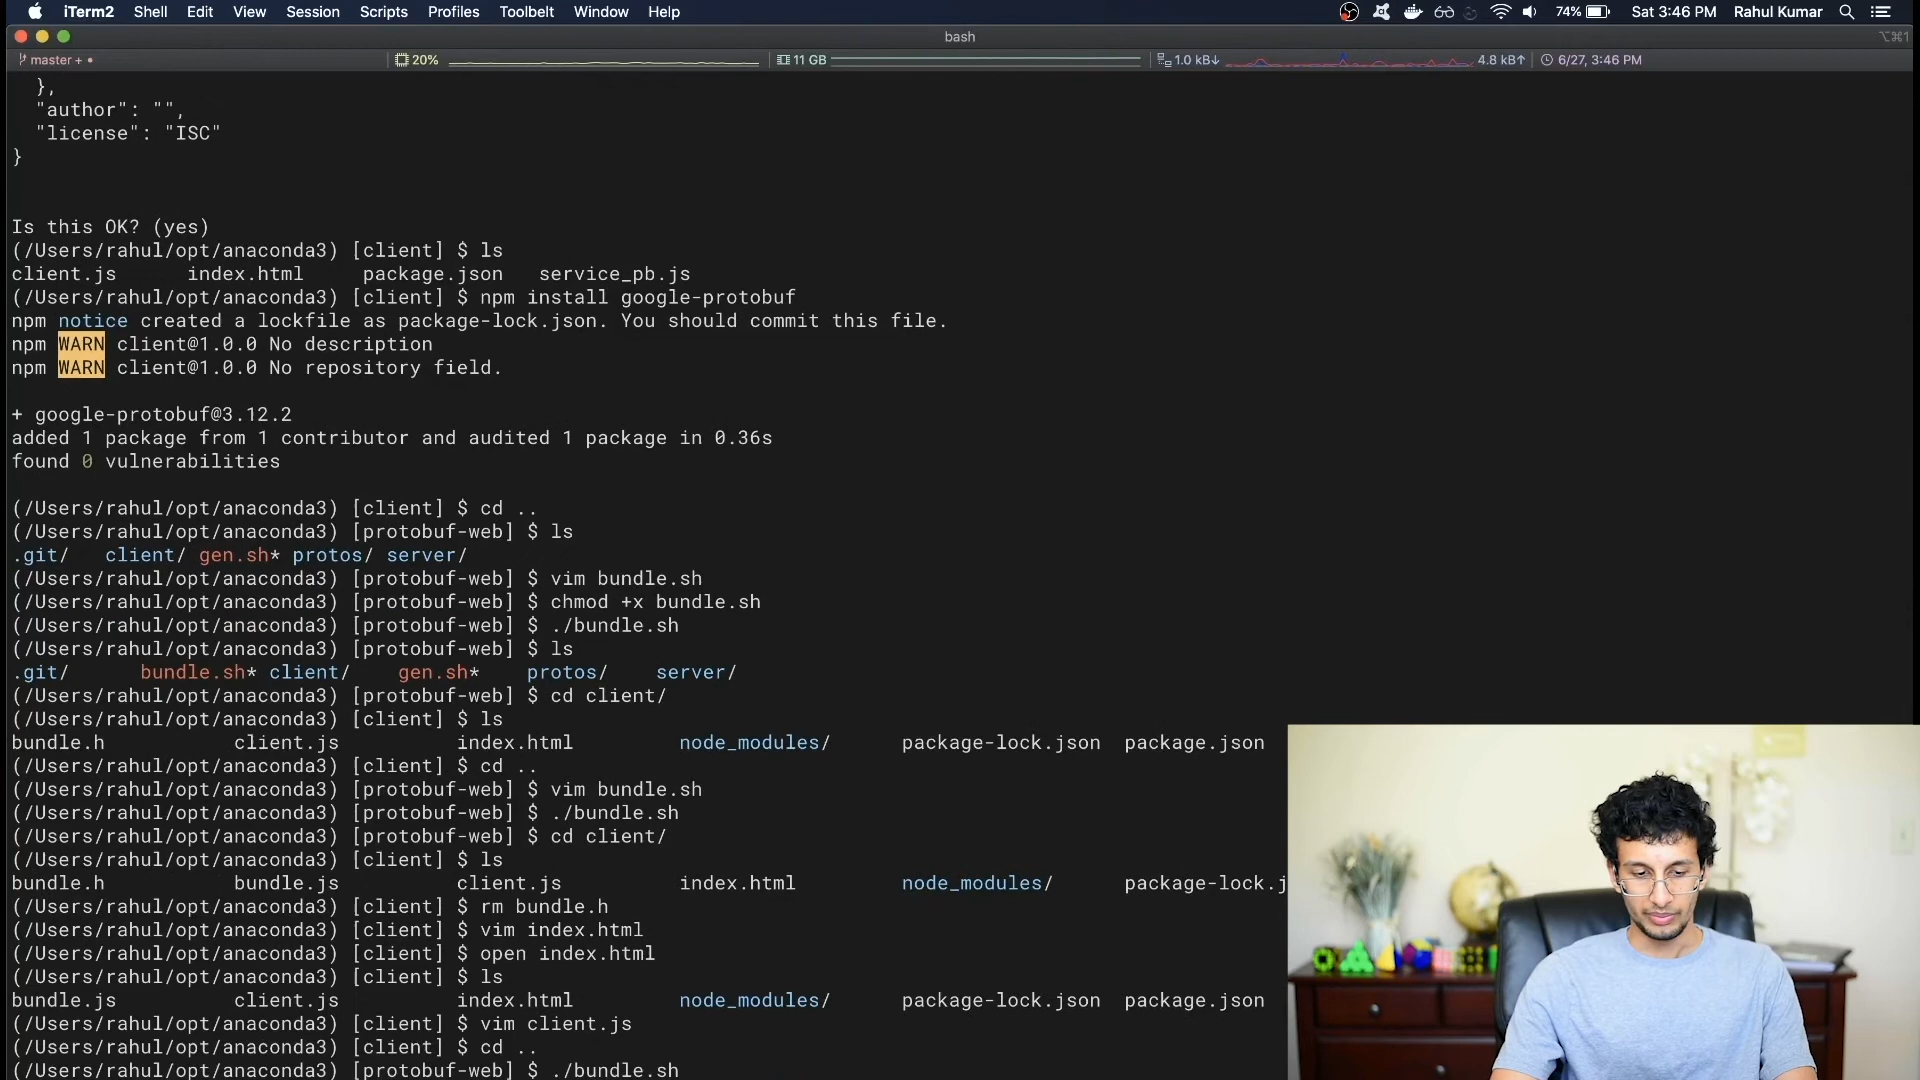 iTerm2 Shell Edit View Session Scripts Profiles Toolbelt Window Help 74% Sat 3:46 PM Rahul Kumar
bash ⌥⌘1
master + • 20% 11 GB 1.0 kB↓ 4.8 kB↑ 6/27, 3:46 PM
},
"author": "",
"license": "ISC"
}
Is this OK? (yes)
(/Users/rahul/opt/anaconda3) [client] $ ls
client.js index.html package.json service_pb.js
(/Users/rahul/opt/anaconda3) [client] $ npm install google-protobuf
npm notice created a lockfile as package-lock.json. You should commit this file.
npm WARN client@1.0.0 No description
npm WARN client@1.0.0 No repository field.
+ google-protobuf@3.12.2
added 1 package from 1 contributor and audited 1 package in 0.36s
found 0 vulnerabilities
(/Users/rahul/opt/anaconda3) [client] $ cd ..
(/Users/rahul/opt/anaconda3) [protobuf-web] $ ls
.git/ client/ gen.sh* protos/ server/
(/Users/rahul/opt/anaconda3) [protobuf-web] $ vim bundle.sh
(/Users/rahul/opt/anaconda3) [protobuf-web] $ chmod +x bundle.sh
(/Users/rahul/opt/anaconda3) [protobuf-web] $ ./bundle.sh
(/Users/rahul/opt/anaconda3) [protobuf-web] $ ls
.git/ bundle.sh* client/ gen.sh* protos/ server/
(/Users/rahul/opt/anaconda3) [protobuf-web] $ cd client/
(/Users/rahul/opt/anaconda3) [client] $ ls
bundle.h client.js index.html node_modules/ package-lock.json package.json
(/Users/rahul/opt/anaconda3) [client] $ cd ..
(/Users/rahul/opt/anaconda3) [protobuf-web] $ vim bundle.sh
(/Users/rahul/opt/anaconda3) [protobuf-web] $ ./bundle.sh
(/Users/rahul/opt/anaconda3) [protobuf-web] $ cd client/
(/Users/rahul/opt/anaconda3) [client] $ ls
bundle.h bundle.js client.js index.html node_modules/ package-lock.j
(/Users/rahul/opt/anaconda3) [client] $ rm bundle.h
(/Users/rahul/opt/anaconda3) [client] $ vim index.html
(/Users/rahul/opt/anaconda3) [client] $ open index.html
(/Users/rahul/opt/anaconda3) [client] $ ls
bundle.js client.js index.html node_modules/ package-lock.json package.json
(/Users/rahul/opt/anaconda3) [client] $ vim client.js
(/Users/rahul/opt/anaconda3) [client] $ cd ..
(/Users/rahul/opt/anaconda3) [protobuf-web] $ ./bundle.sh